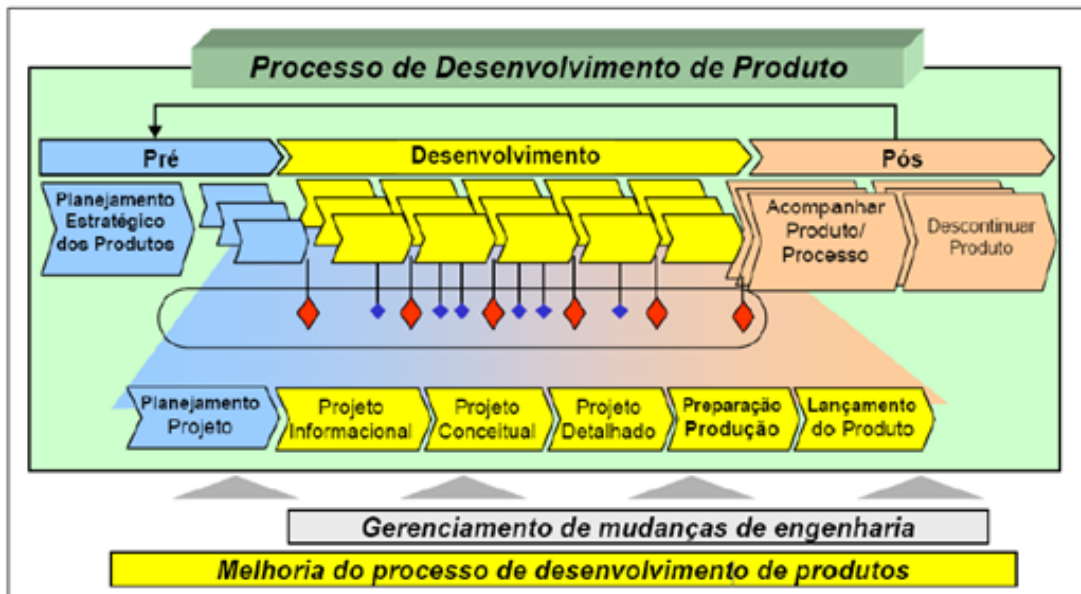 Processo de Desenvolvimento de Produto
Pré
Desenvolvimento
Pós
Planejamento
Estratégico
dos Produtos
Acompanhar
Produto/
Processo
Descontinuar
Produto
Planejamento
Projeto
Projeto
Informacional
Projeto
Conceitual
Projeto
Detalhado
Preparação
Produção
Lançamento
do Produto
Gerenciamento de mudanças de engenharia
Melhoria do processo de desenvolvimento de produtos